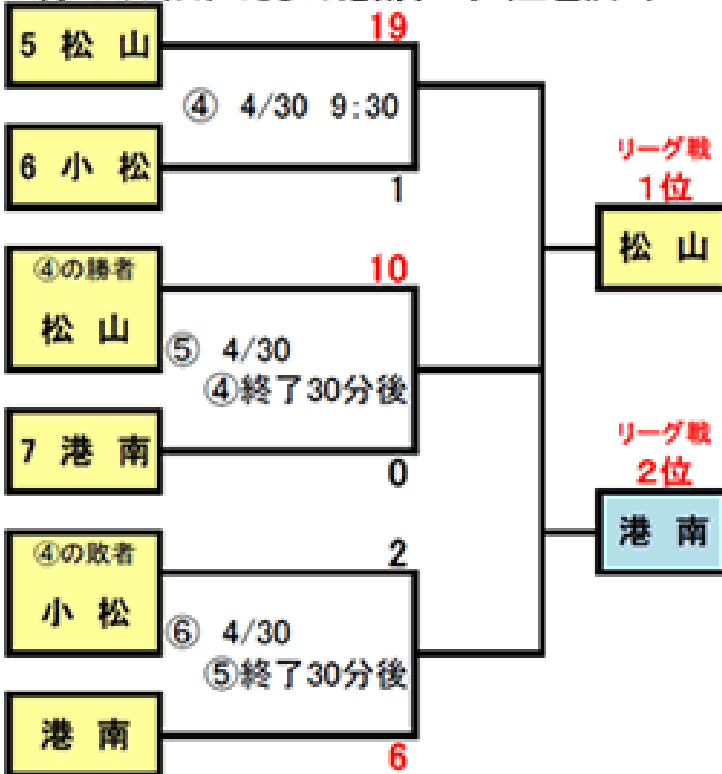 5 松 山
19
④ 4/30 9:30
6 小 松
1
リーグ戦
1位
松 山
④の勝者
松 山
10
⑤ 4/30
④終了30分後
7 港 南
0
リーグ戦
2位
港 南
④の敗者
小 松
2
⑥ 4/30
⑤終了30分後
港 南
6